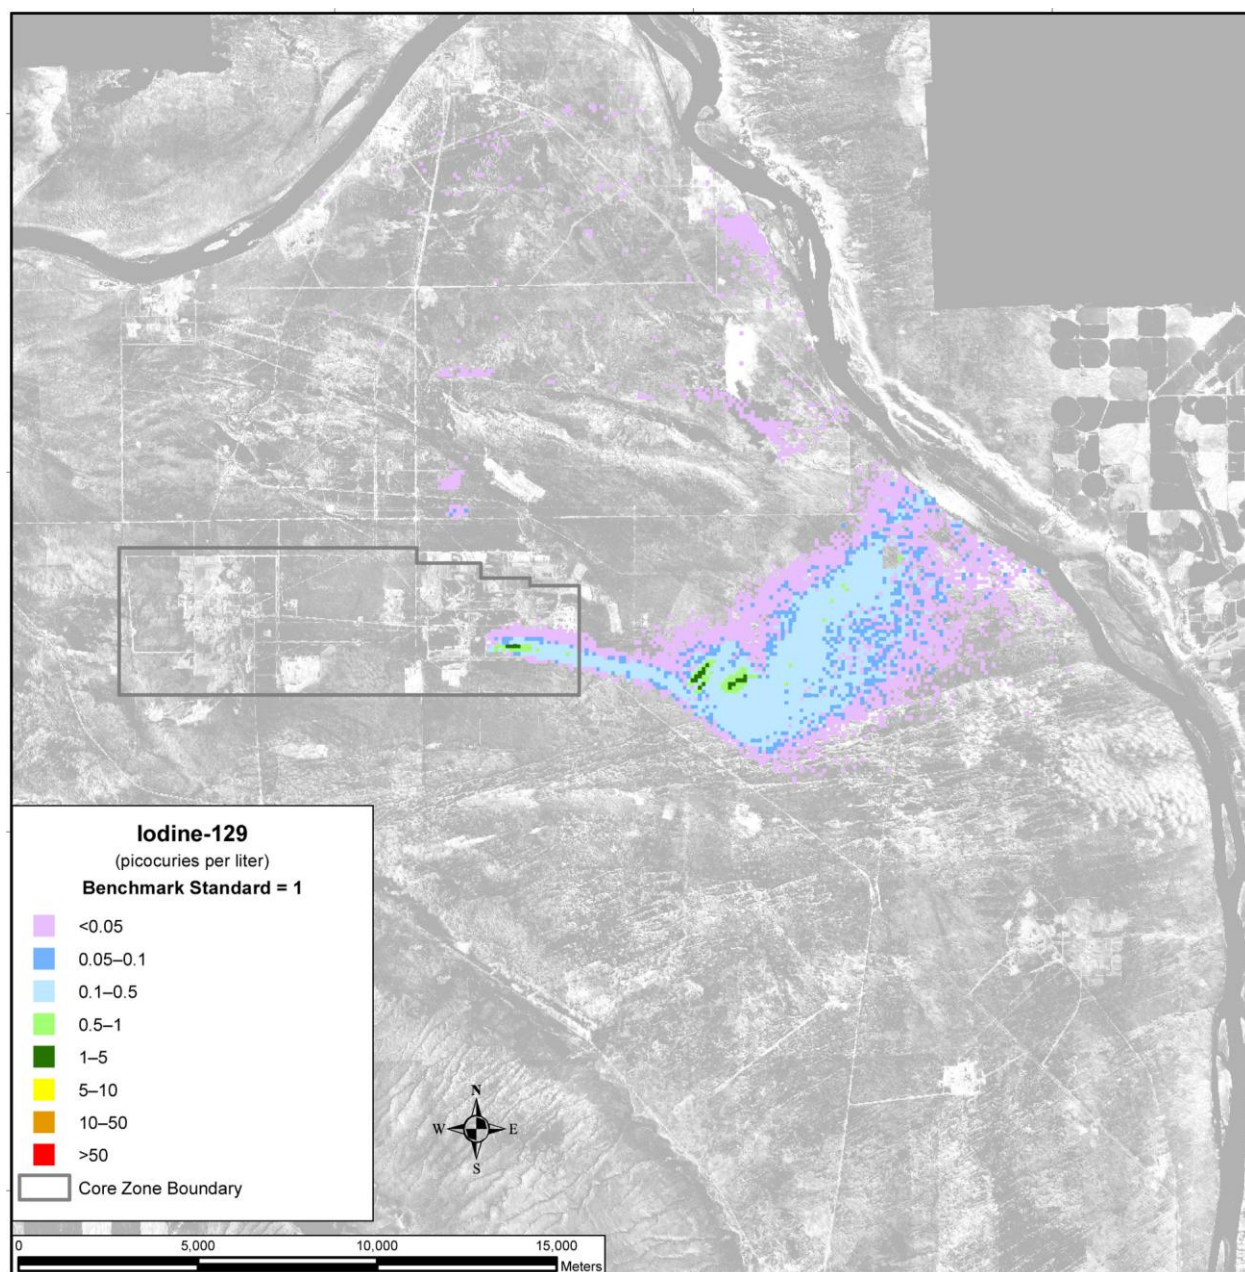 Iodine-129
(picocuries per liter)
Benchmark Standard = 1
<0.05
0.05–0.1
0.1–0.5
0.5–1
1–5
5–10
10–50
>50
Core Zone Boundary
N
W E
S
0 5,000 10,000 15,000
Meters